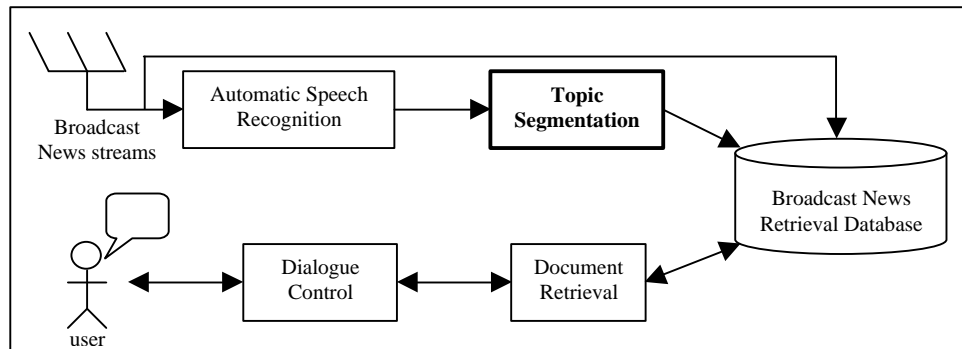 Automatic Speech
Recognition
Topic
Segmentation
Broadcast
News streams
Broadcast News
Retrieval Database
Dialogue
Control
Document
Retrieval
user